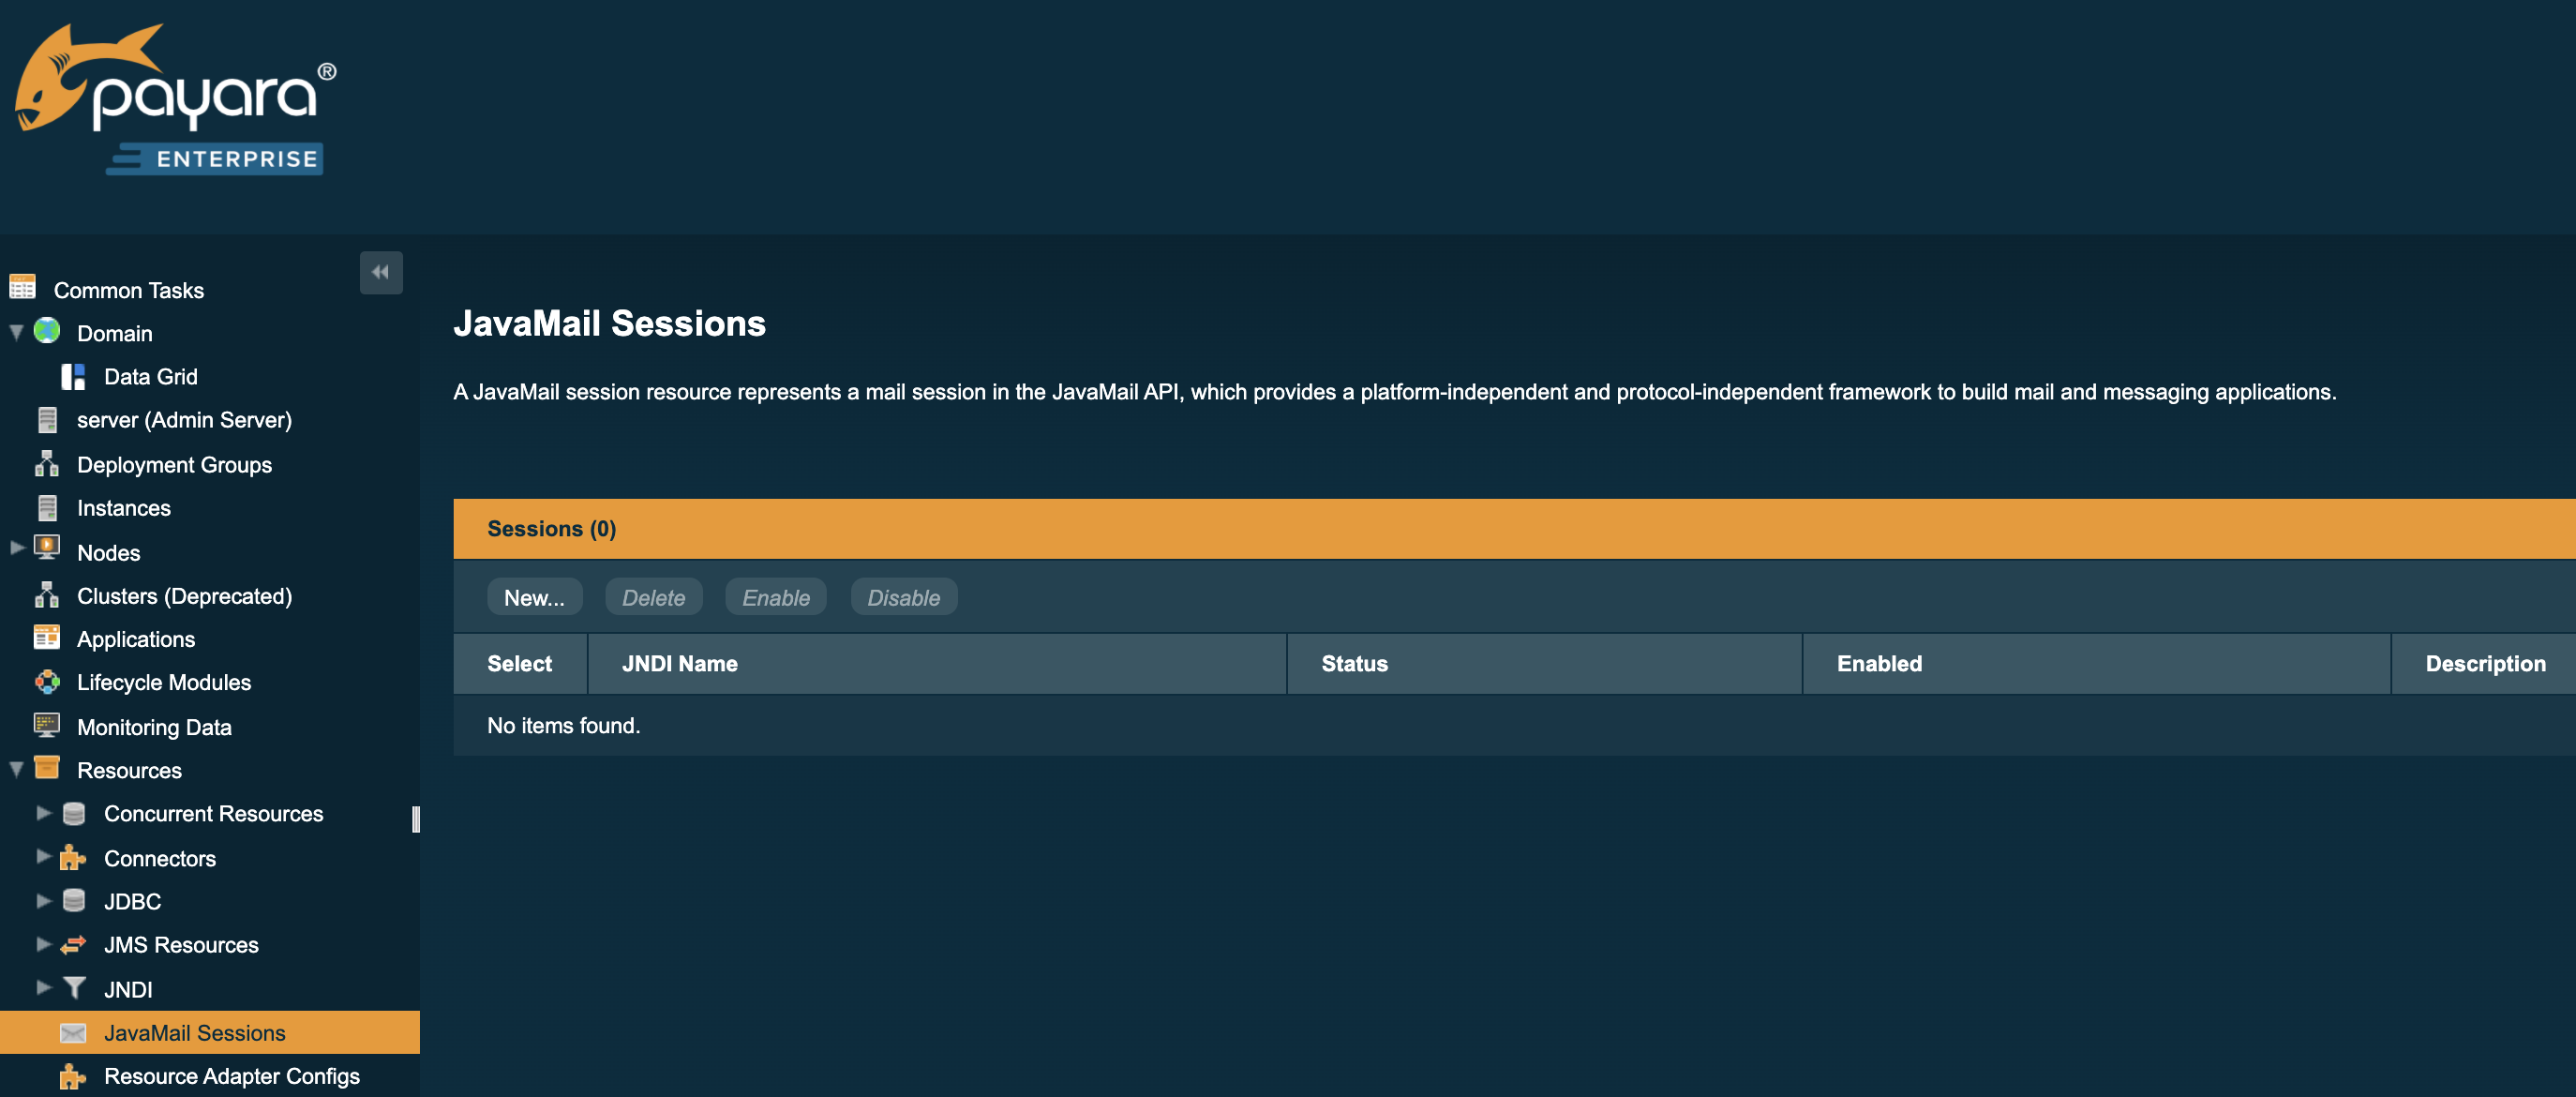 payara®
ENTERPRISE
Common Tasks
Domain
Data Grid
server (Admin Server)
Deployment Groups
Instances
Nodes
Clusters (Deprecated)
Applications
Lifecycle Modules
Monitoring Data
Resources
Concurrent Resources
Connectors
JDBC
JMS Resources
JNDI
JavaMail Sessions
Resource Adapter Configs
JavaMail Sessions
A JavaMail session resource represents a mail session in the JavaMail API, which provides a platform-independent and protocol-independent framework to build mail and messaging applications.
Sessions (0)
New... Delete Enable Disable
Select JNDI Name Status Enabled Description
No items found.